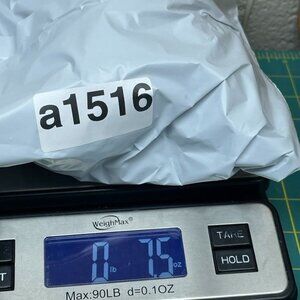 a1516
WeighMax®
0 lb 7.5 oz
TARE
HOLD
T
Max:90LB d=0.1OZ